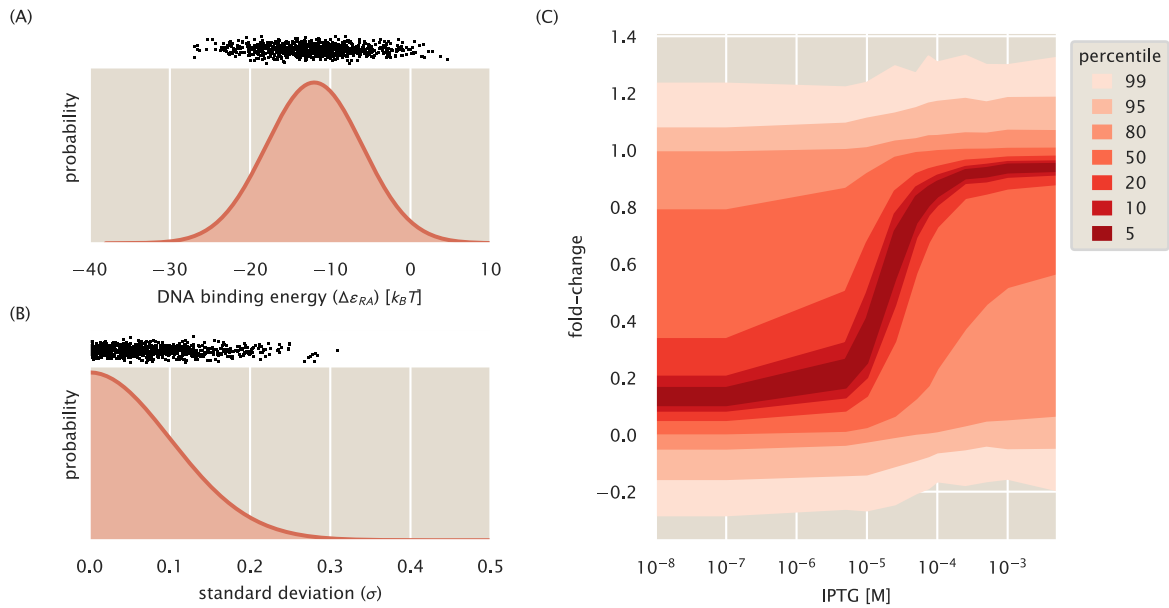 (A)
probability
−40 −30 −20 −10 0 10
DNA binding energy (Δε_RA) [k_BT]
(B)
probability
0.0 0.1 0.2 0.3 0.4 0.5
standard deviation (σ)
(C)
fold-change
1.4
1.2
1.0
0.8
0.6
0.4
0.2
0.0
−0.2
10⁻⁸ 10⁻⁷ 10⁻⁶ 10⁻⁵ 10⁻⁴ 10⁻³
IPTG [M]
percentile
99
95
80
50
20
10
5